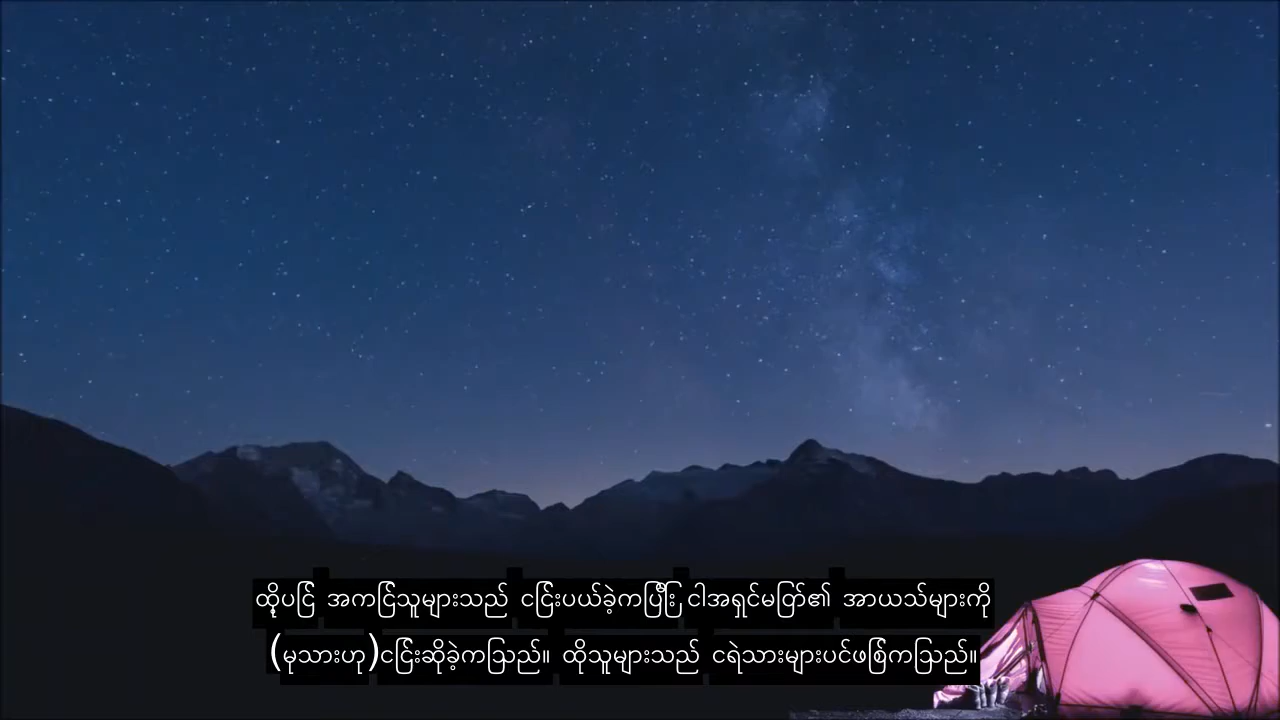 ထို့ပြင် အကြင်သူများသည် ငြင်းပယ်ခဲ့ကြပြီး ငါအရှင်မြတ်၏ အာယသ်များကို
(မုသားဟု)ငြင်းဆိုခဲ့ကြသည်။ ထိုသူများသည် ငရဲသားများပင်ဖြစ်ကြသည်။